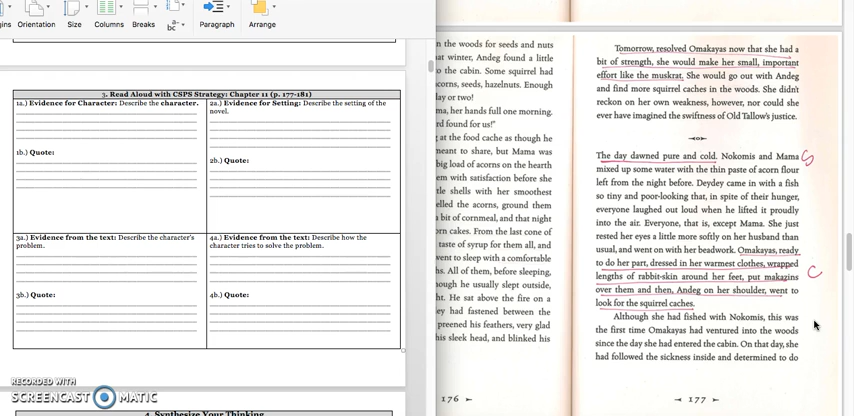 gins Orientation Size Columns Breaks Paragraph Arrange
abc
3. Read Aloud with CSPS Strategy: Chapter 11 (p. 177-181)
1a.) Evidence for Character: Describe the character.
1b.) Quote:
2a.) Evidence for Setting: Describe the setting of the
novel.
2b.) Quote:
3a.) Evidence from the text: Describe the character's
problem.
3b.) Quote:
4a.) Evidence from the text: Describe how the
character tries to solve the problem.
4b.) Quote:
RECORDED WITH
SCREENCAST MATIC
4. Synthesize Your Thinking
n the woods for seeds and nuts
at winter, Andeg found a little
o the cabin. Some squirrel had
corns, seeds, hazelnuts. Enough
lay or two!
ma, her hands full one morning.
rd found for us!"
g at the food cache as though he
meant to share, but Mama was
big load of acorns on the hearth
em with satisfaction before she
tle shells with her smoothest
elled the acorns, ground them
a bit of cornmeal, and that night
rn cakes. From the last cone of
taste of syrup for them all, and
went to sleep with a comfortable
hs. All of them, before sleeping,
hough he usually slept outside,
ht. He sat above the fire on a
ey had fastened between the
preened his feathers, very glad
his sleek head, and blinked his
176
Tomorrow, resolved Omakayas now that she had a
bit of strength, she would make her small, important
effort like the muskrat. She would go out with Andeg
and find more squirrel caches in the woods. She didn't
reckon on her own weakness, however, nor could she
ever have imagined the swiftness of Old Tallow's justice.
The day dawned pure and cold. Nokomis and Mama S
mixed up some water with the thin paste of acorn flour
left from the night before. Deydey came in with a fish
so tiny and poor-looking that, in spite of their hunger,
everyone laughed out loud when he lifted it proudly
into the air. Everyone, that is, except Mama. She just
rested her eyes a little more softly on her husband than
usual, and went on with her beadwork. Omakayas, ready
to do her part, dressed in her warmest clothes, wrapped
lengths of rabbit-skin around her feet, put makazins C
over them and then, Andeg on her shoulder, went to
look for the squirrel caches.
Although she had fished with Nokomis, this was
the first time Omakayas had ventured into the woods
since the day she had entered the cabin. On that day, she
had followed the sickness inside and determined to do
177